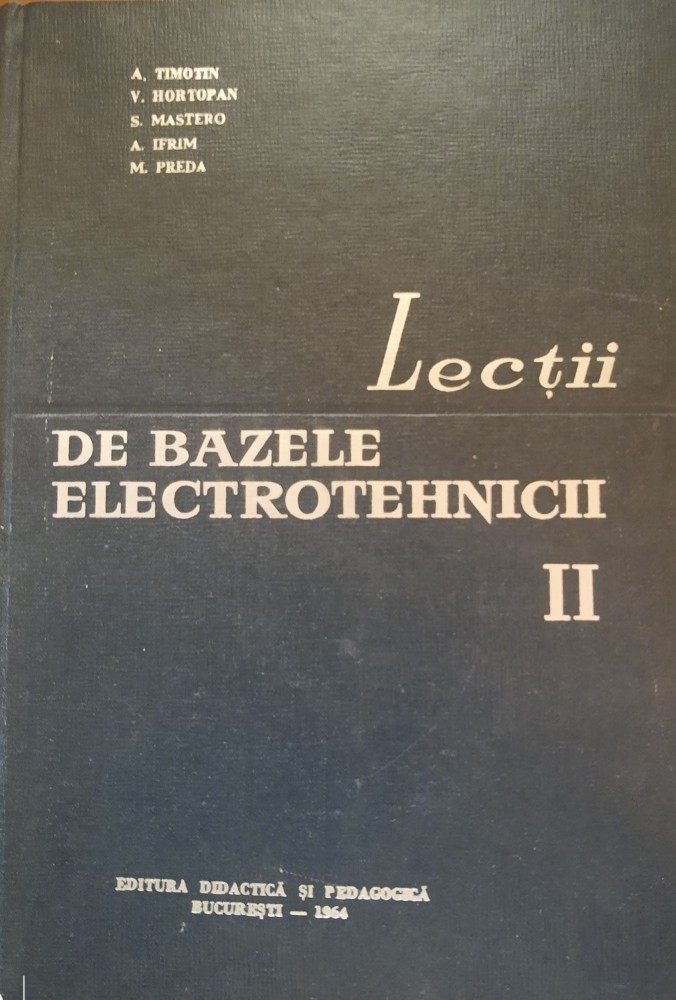 A. TIMOTIN
V. HORTOPAN
S. MASTERO
A. IFRIM
M. PREDA
Lecții
DE BAZELE
ELECTROTEHNICII
II
EDITURA DIDACTICĂ ȘI PEDAGOGICĂ
BUCUREȘTI — 1964